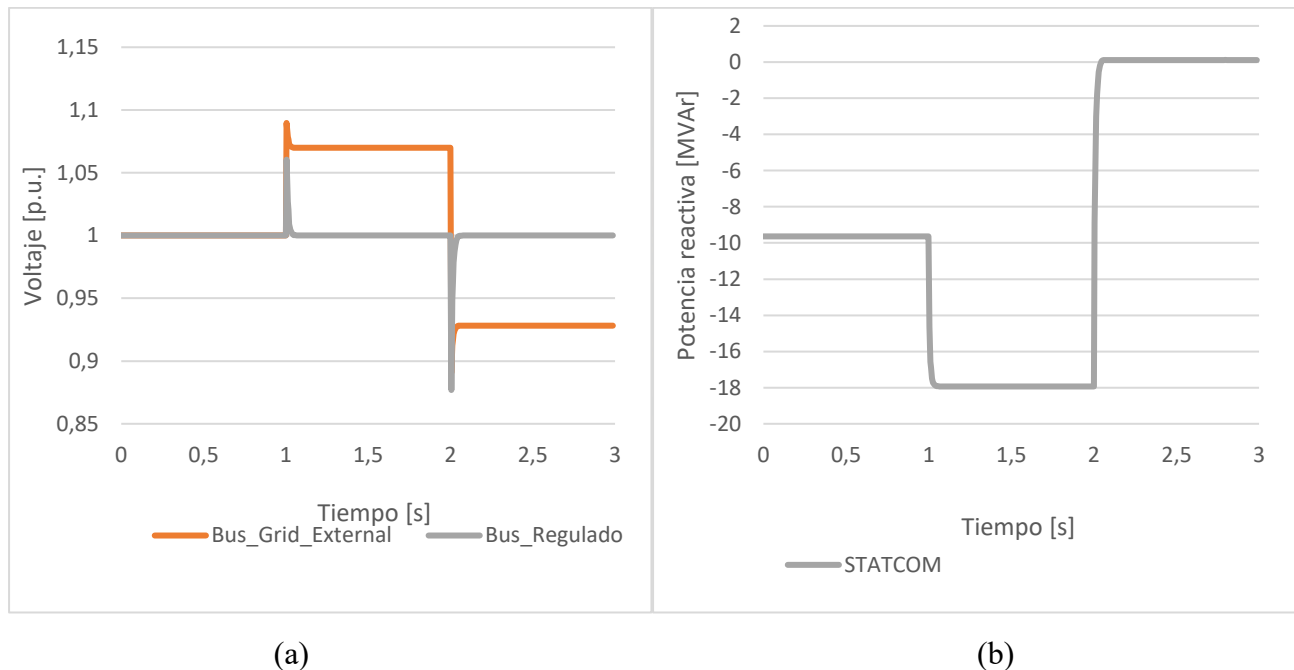 Voltaje [p.u.]
1,15
1,1
1,05
1
0,95
0,9
0,85
0 0,5 1 1,5 2 2,5 3
Tiempo [s]
Bus_Grid_External Bus_Regulado
(a)
Potencia reactiva [MVAr]
2
0
-2
-4
-6
-8
-10
-12
-14
-16
-18
-20
0 0,5 1 1,5 2 2,5 3
Tiempo [s]
STATCOM
(b)